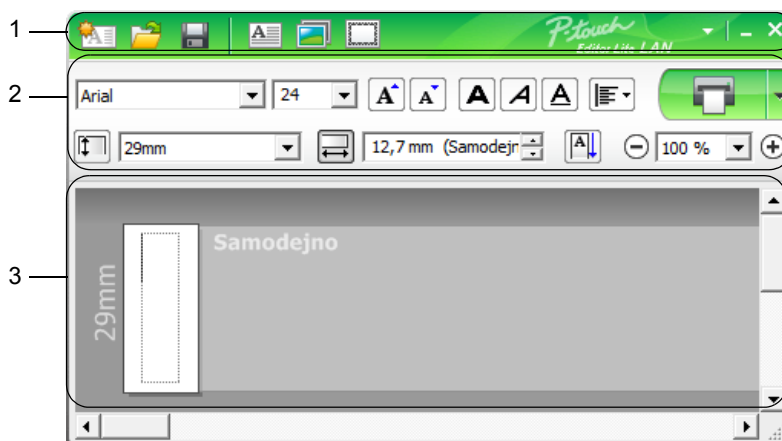 1
P-touch
Editor Lite LAN
2
Arial
24
A A A A A
29mm
12,7 mm (Samodejn
A
100 %
3
Samodejno
29mm